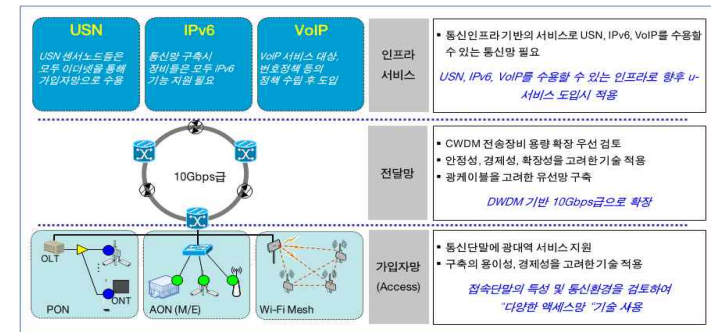 USN
USN 센서노드들은
모두 이더넷을 통해
가입자망으로 수용
IPv6
통신망 구축시
장비들은 모두 IPv6
기능 지원 필요
VoIP
VoIP 서비스 대상,
번호정책 등의
정책 수립 후 도입
인프라
서비스
▪ 통신인프라 기반의 서비스로 USN, IPv6, VoIP를 수용할
수 있는 통신망 필요
USN, IPv6, VoIP를 수용할 수 있는 인프라로 향후 u-
서비스 도입시 적용
10Gbps급
전달망
▪ CWDM 전송장비 용량 확장 우선 검토
▪ 안정성, 경제성, 확장성을 고려한 기술 적용
▪ 광케이블을 고려한 유선망 구축
DWDM 기반 10Gbps급으로 확장
OLT
ONT
PON
AON (M/E)
Wi-Fi Mesh
가입자망
(Access)
▪ 통신단말에 광대역 서비스 지원
▪ 구축의 용이성, 경제성을 고려한 기술 적용
접속단말의 특성 및 통신환경을 검토하여
"다양한 액세스망 "기술 사용